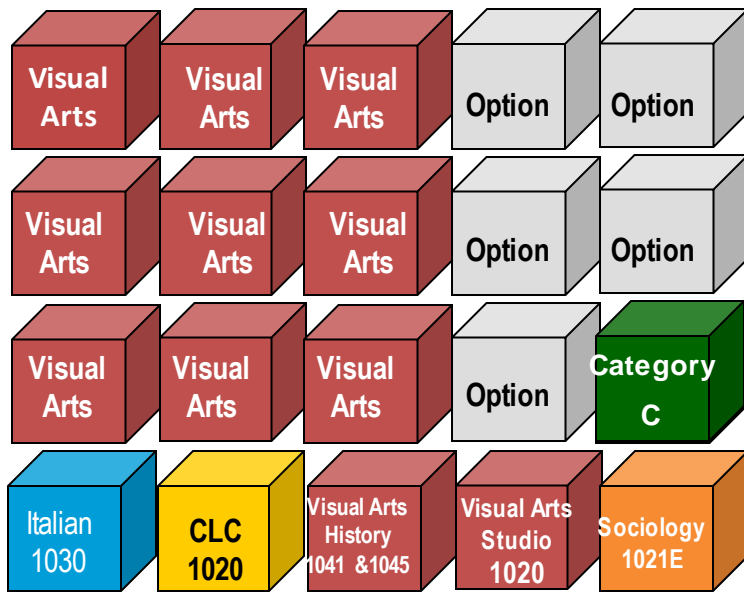 Visual
Arts
Visual
Arts
Visual
Arts
Option
Option
Visual
Arts
Visual
Arts
Visual
Arts
Option
Option
Visual
Arts
Visual
Arts
Visual
Arts
Option
Category
C
Italian
1030
CLC
1020
Visual Arts
History
1041 &1045
Visual Arts
Studio
1020
Sociology
1021E